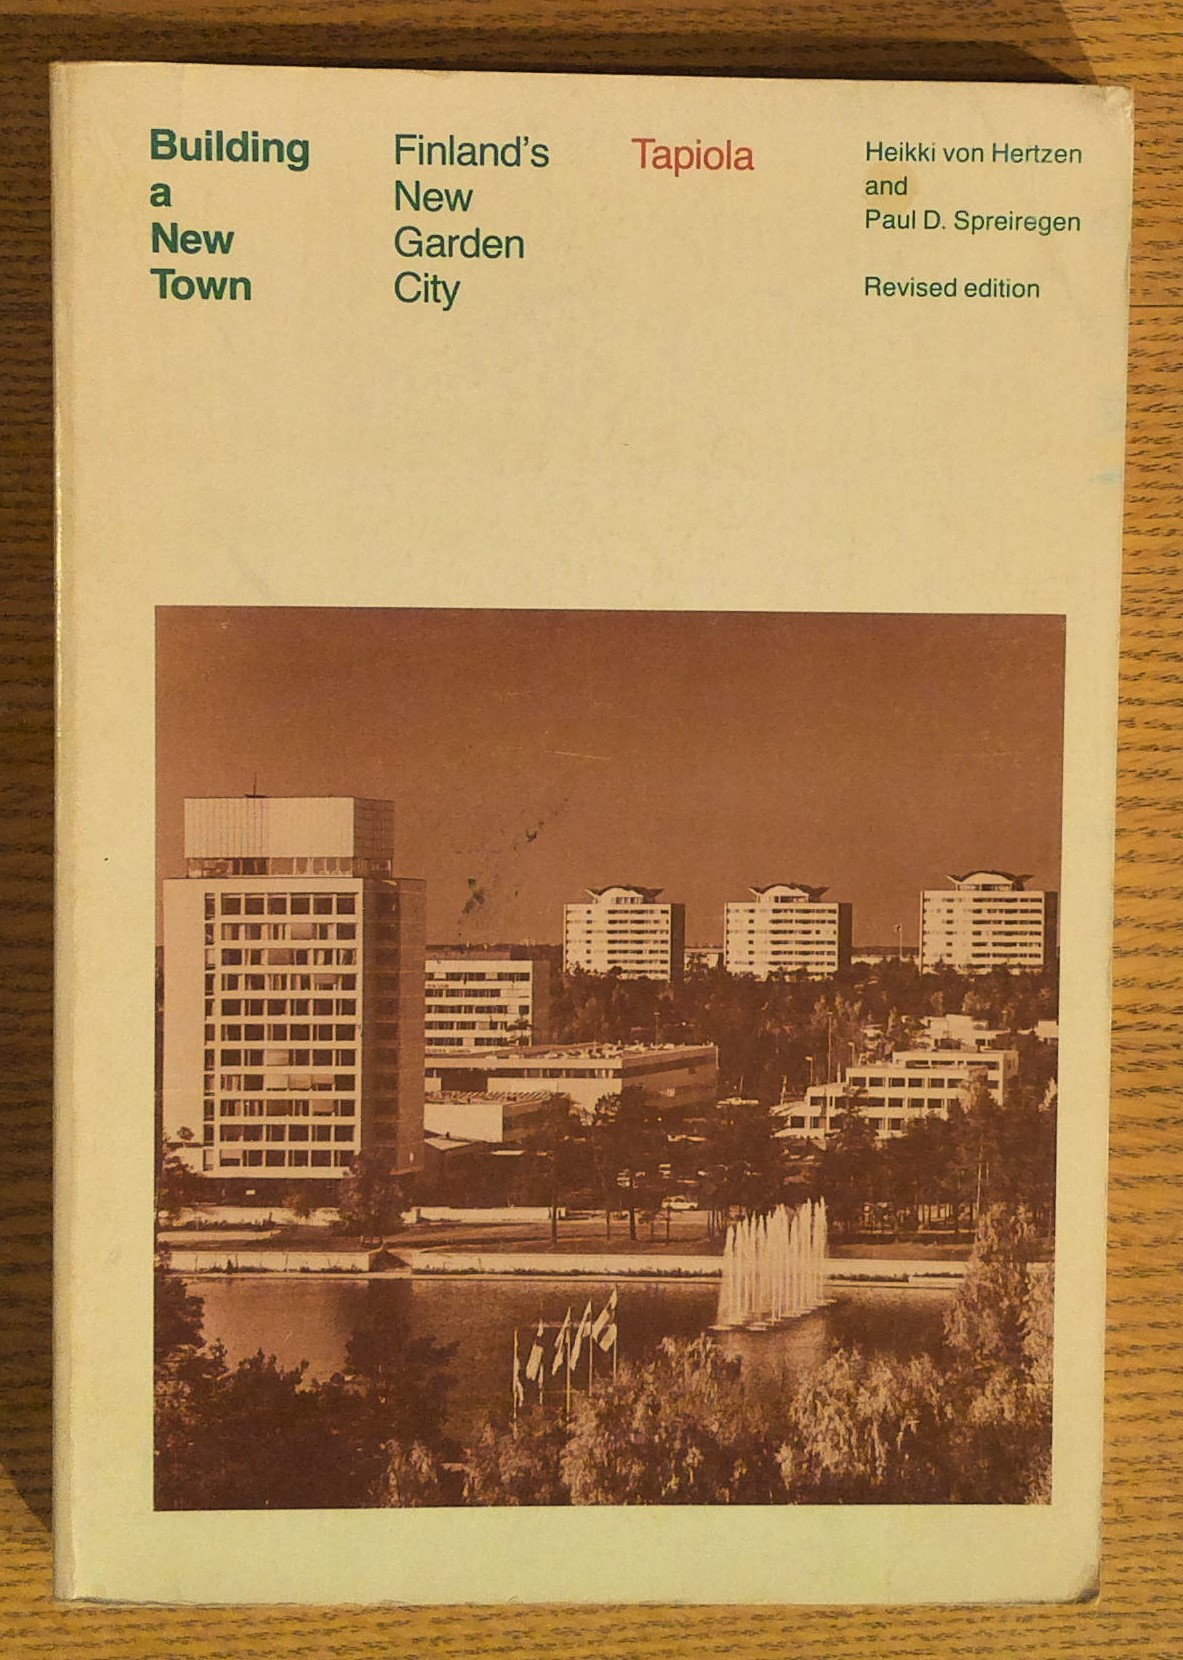 Building
a
New
Town
Finland's
New
Garden
City
Tapiola
Heikki von Hertzen
and
Paul D. Spreiregen
Revised edition